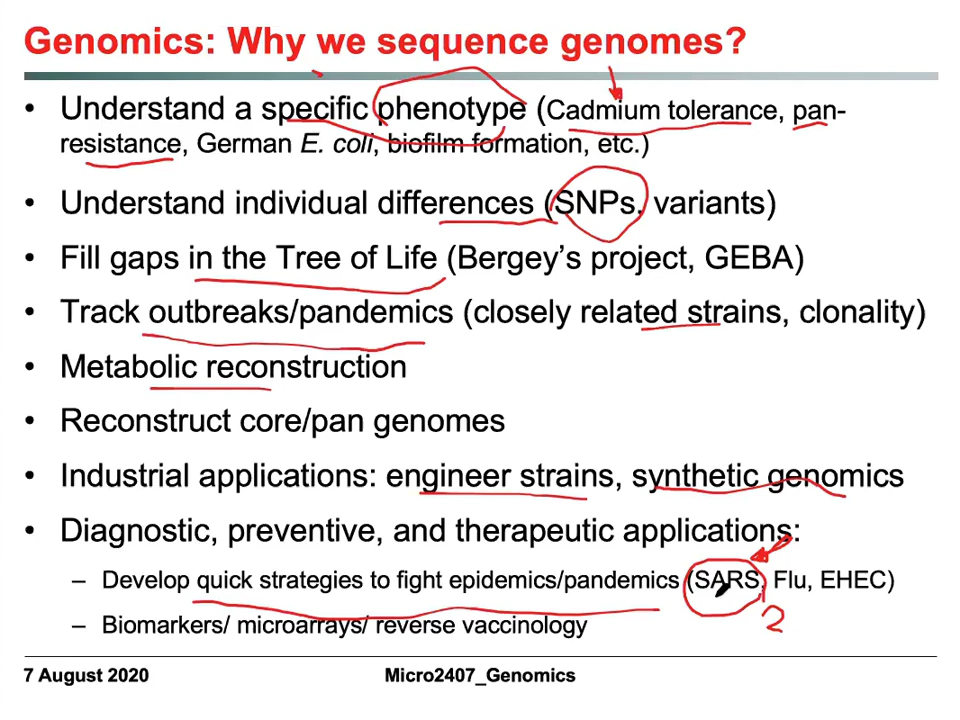 Genomics: Why we sequence genomes?
• Understand a specific phenotype (Cadmium tolerance, pan-
resistance, German E. coli, biofilm formation, etc.)
• Understand individual differences (SNPs, variants)
• Fill gaps in the Tree of Life (Bergey’s project, GEBA)
• Track outbreaks/pandemics (closely related strains, clonality)
• Metabolic reconstruction
• Reconstruct core/pan genomes
• Industrial applications: engineer strains, synthetic genomics
• Diagnostic, preventive, and therapeutic applications:
– Develop quick strategies to fight epidemics/pandemics (SARS, Flu, EHEC)
2
– Biomarkers/ microarrays/ reverse vaccinology
7 August 2020
Micro2407_Genomics